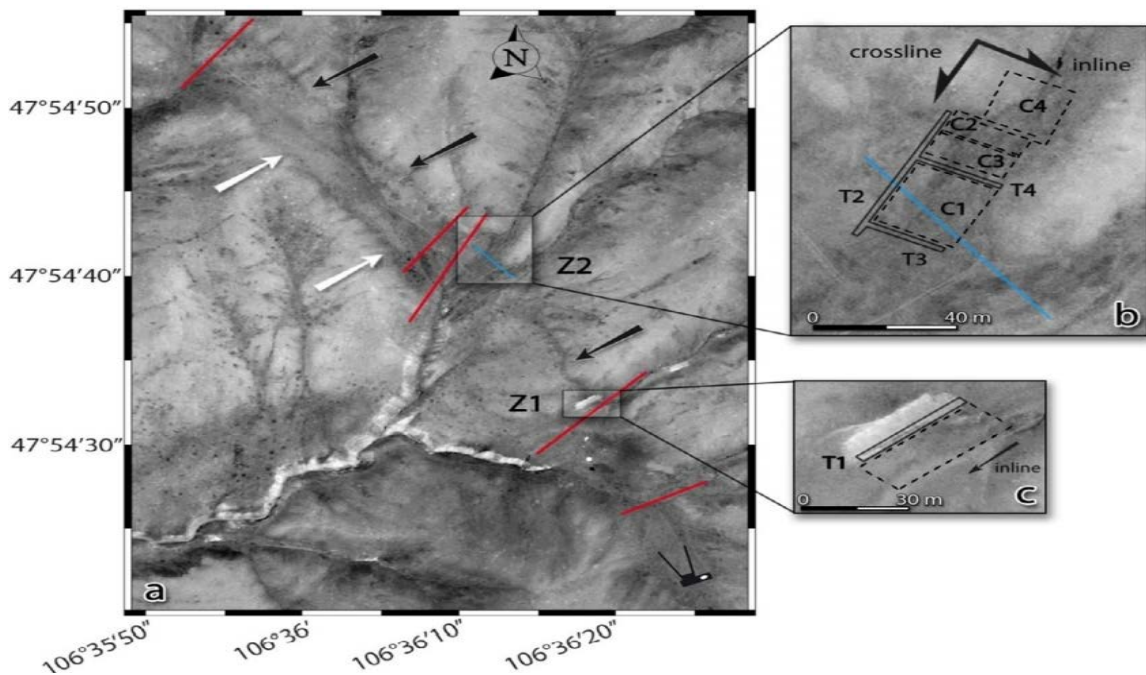 N
47°54'50"
47°54'40"
47°54'30"
Z2
Z1
a
106°35'50"
106°36'
106°36'10"
106°36'20"
crossline
inline
C4
C2
C3
T2
T4
C1
T3
0
40 m
b
T1
inline
0
30 m
c